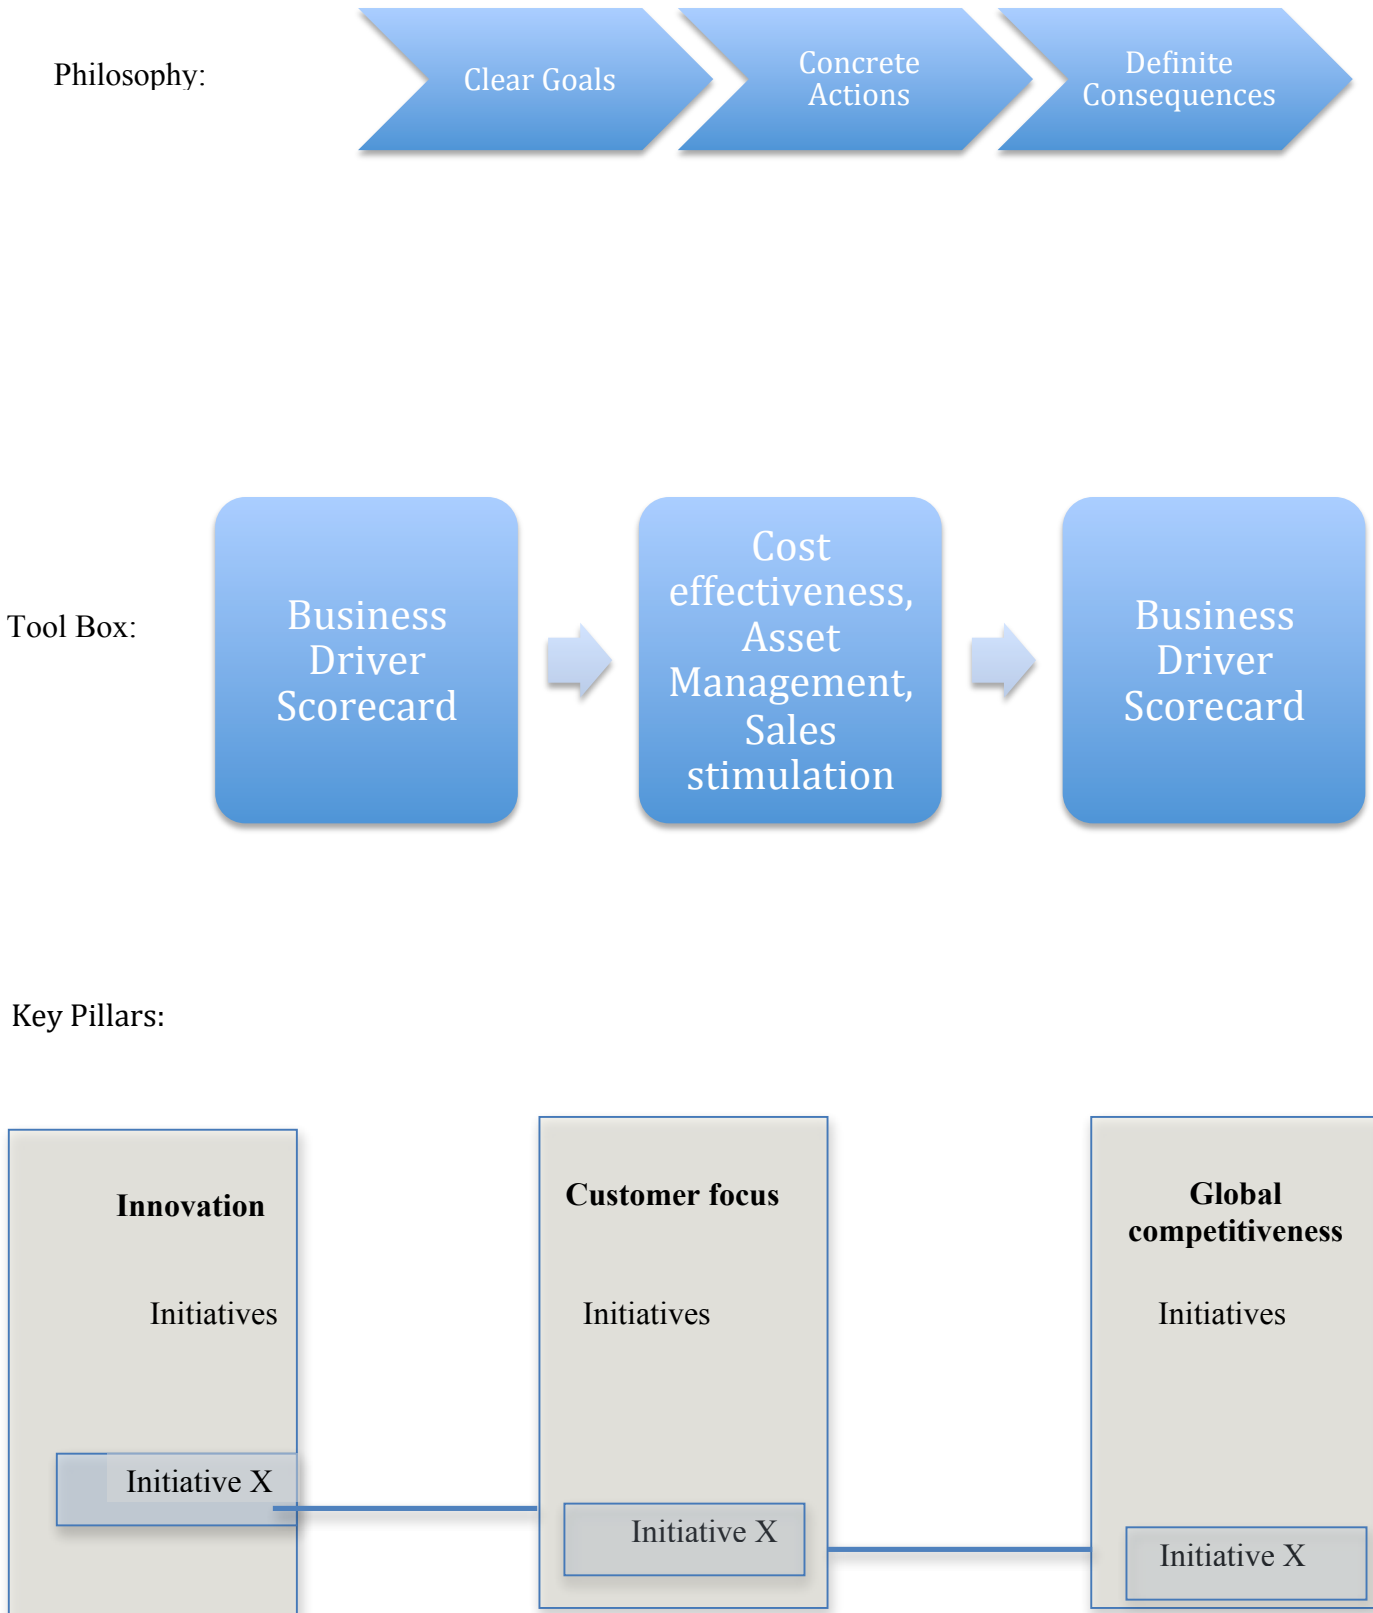 Philosophy:
Clear Goals
Concrete
Actions
Definite
Consequences
Tool Box:
Business
Driver
Scorecard
Cost
effectiveness,
Asset
Management,
Sales
stimulation
Business
Driver
Scorecard
Key Pillars:
Innovation
Initiatives
Initiative X
Customer focus
Initiatives
Initiative X
Global
competitiveness
Initiatives
Initiative X